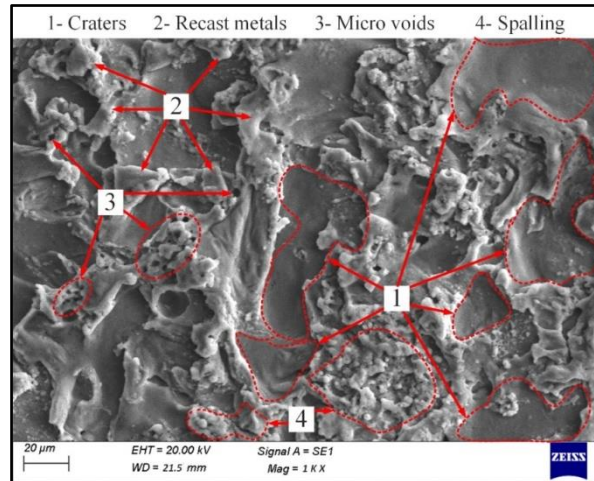 1- Craters 2- Recast metals 3- Micro voids 4- Spalling
2
3
1
4
20 µm
EHT = 20.00 kV Signal A = SE1
WD = 21.5 mm Mag = 1 K X
ZEISS